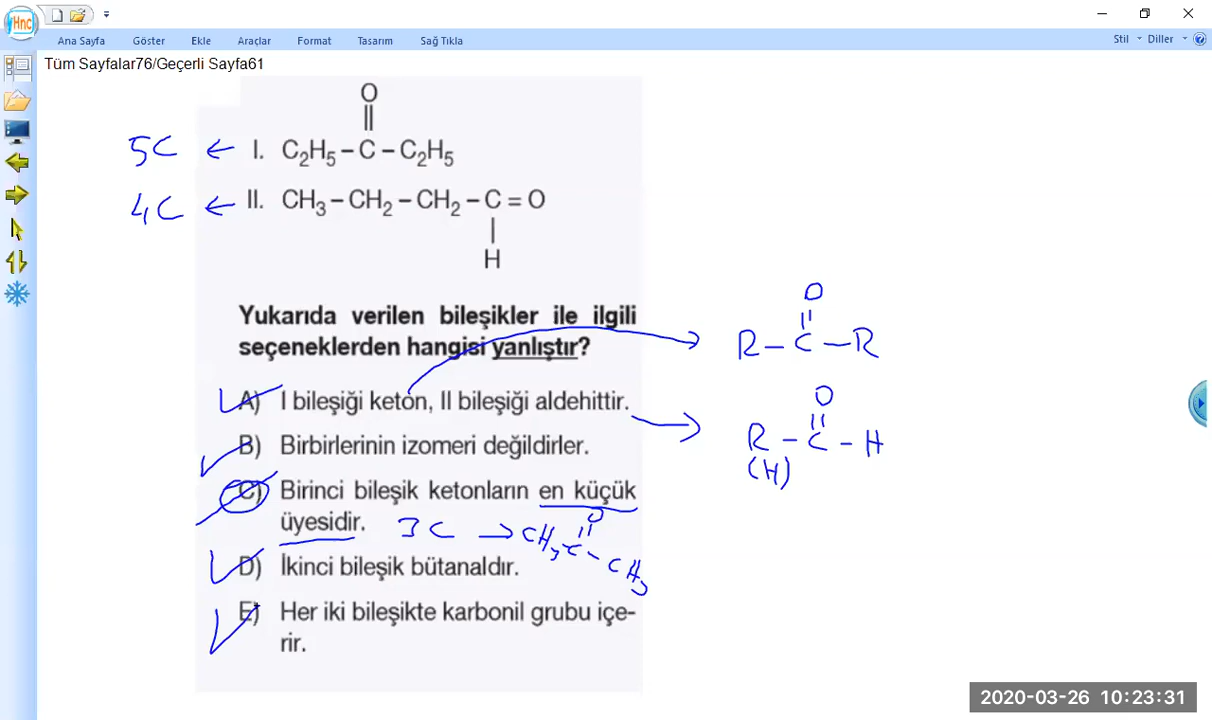 Hnc
Ana Sayfa Göster Ekle Araçlar Format Tasarım Sağ Tıkla Stil Diller
Tüm Sayfalar76/Geçerli Sayfa61
O
5C ← I. C₂H₅ – C – C₂H₅
4C ← II. CH₃ – CH₂ – CH₂ – C = O
H
Yukarıda verilen bileşikler ile ilgili
seçeneklerden hangisi yanlıştır?
O
R – C – R
A) I bileşiği keton, II bileşiği aldehittir.
O
R – C – H
(H)
B) Birbirlerinin izomeri değildirler.
C) Birinci bileşik ketonların en küçük
üyesidir. 3C → CH₃ C – CH₃
O
D) İkinci bileşik bütanaldır.
E) Her iki bileşikte karbonil grubu içe-
rir.
2020-03-26 10:23:31